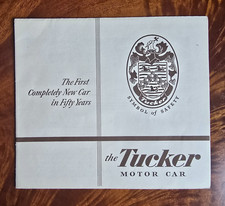 The First
Completely New Car
in Fifty Years
SYMBOL of SAFETY
the Tucker
MOTOR CAR